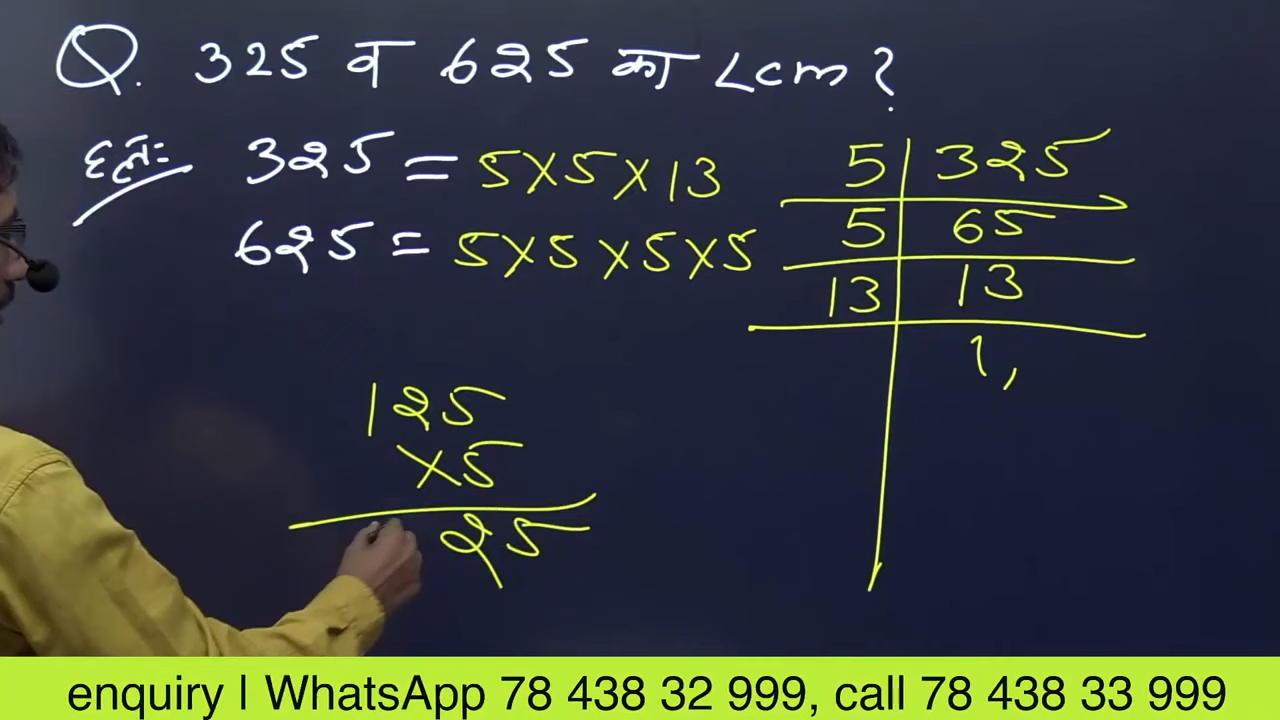 Q. 325 व 625 का Lcm?
हल:
325 = 5×5×13
625 = 5×5×5×5
5 | 325
5 | 65
13 | 13
1,
125
×5
25
enquiry I WhatsApp 78 438 32 999, call 78 438 33 999